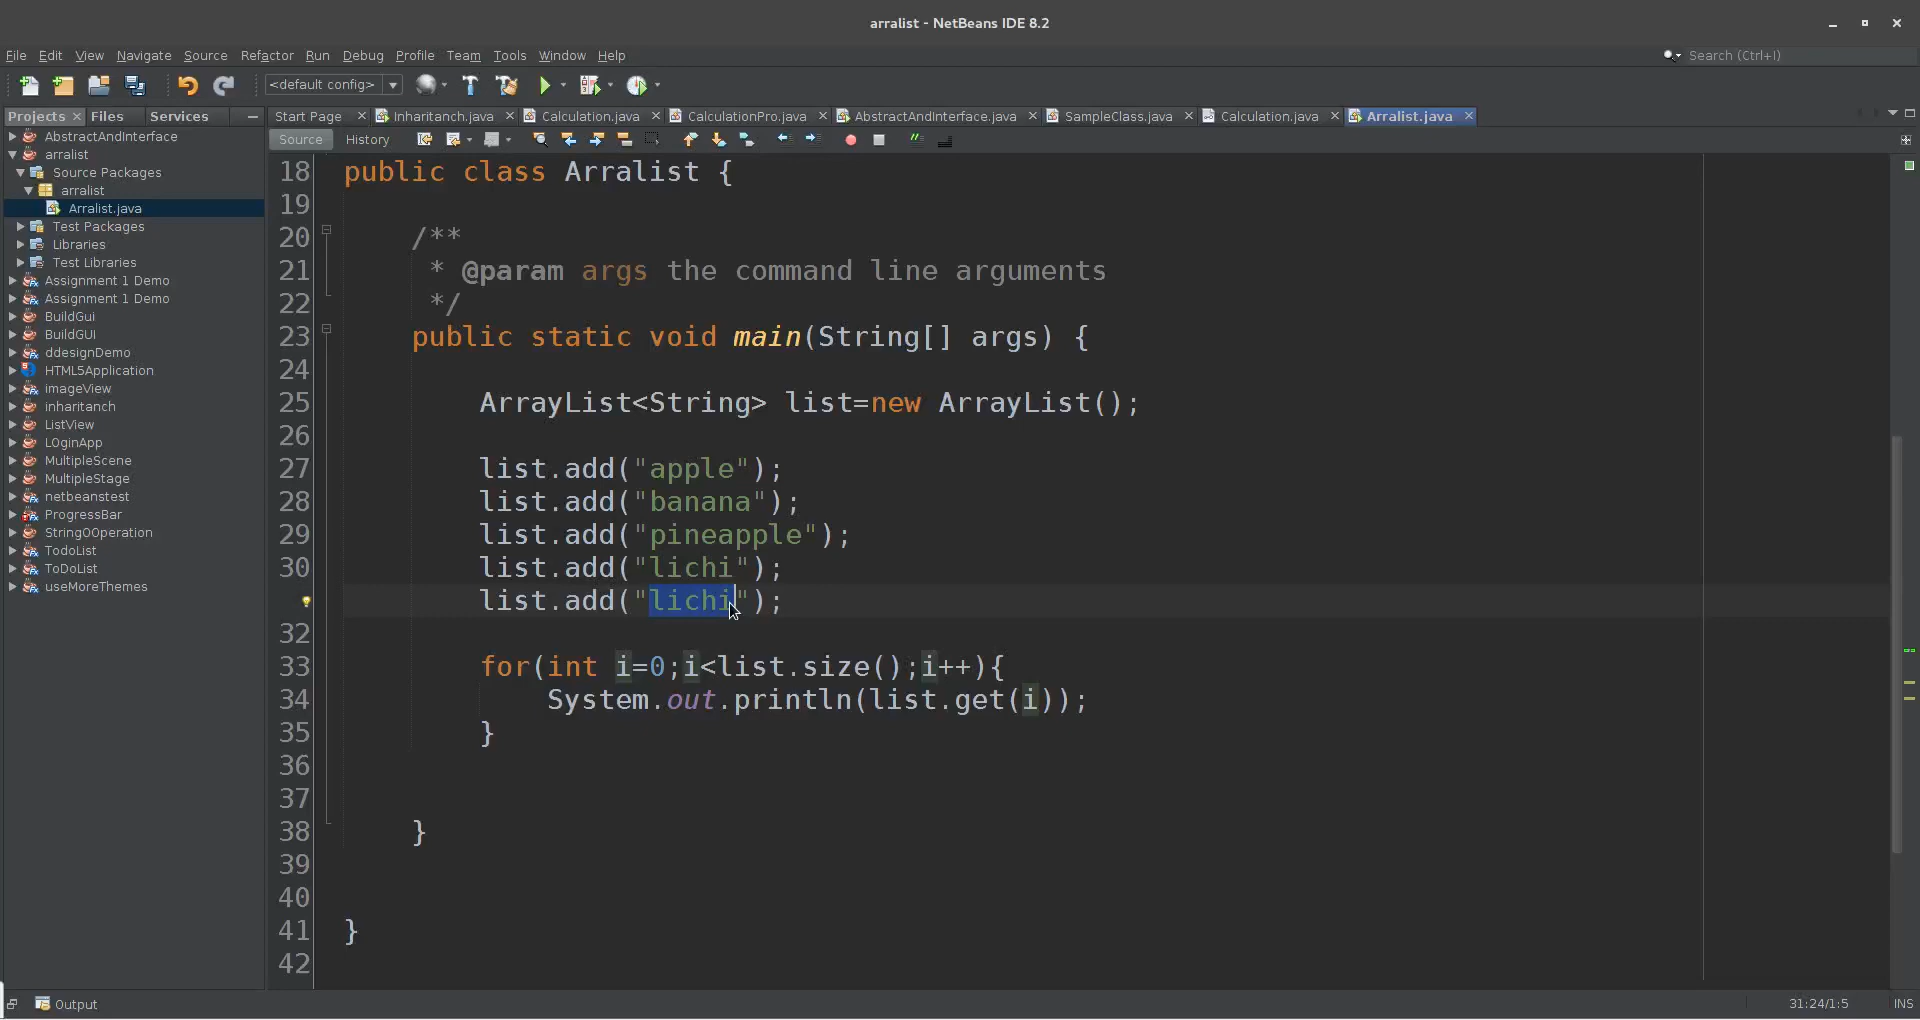 arralist - NetBeans IDE 8.2
File Edit View Navigate Source Refactor Run Debug Profile Team Tools Window Help
Search (Ctrl+I)
<default config>
Projects Files Services
Start Page Inharitanch.java Calculation.java CalculationPro.java AbstractAndInterface.java SampleClass.java Calculation.java Arralist.java
Source History
AbstractAndInterface
arralist
Source Packages
arralist
Arralist.java
Test Packages
Libraries
Test Libraries
Assignment 1 Demo
Assignment 1 Demo
BuildGui
BuildGUI
ddesignDemo
HTML5Application
imageView
inharitanch
ListView
LOginApp
MultipleScene
MultipleStage
netbeanstest
ProgressBar
StringOOperation
TodoList
ToDoList
useMoreThemes
18 public class Arralist {
19
20 /**
21 * @param args the command line arguments
22 */
23 public static void main(String[] args) {
24
25 ArrayList<String> list=new ArrayList();
26
27 list.add("apple");
28 list.add("banana");
29 list.add("pineapple");
30 list.add("lichi");
list.add("lichi");
32
33 for(int i=0;i<list.size();i++){
34 System.out.println(list.get(i));
35 }
36
37
38 }
39
40
41 }
42
Output
31:24/1:5 INS